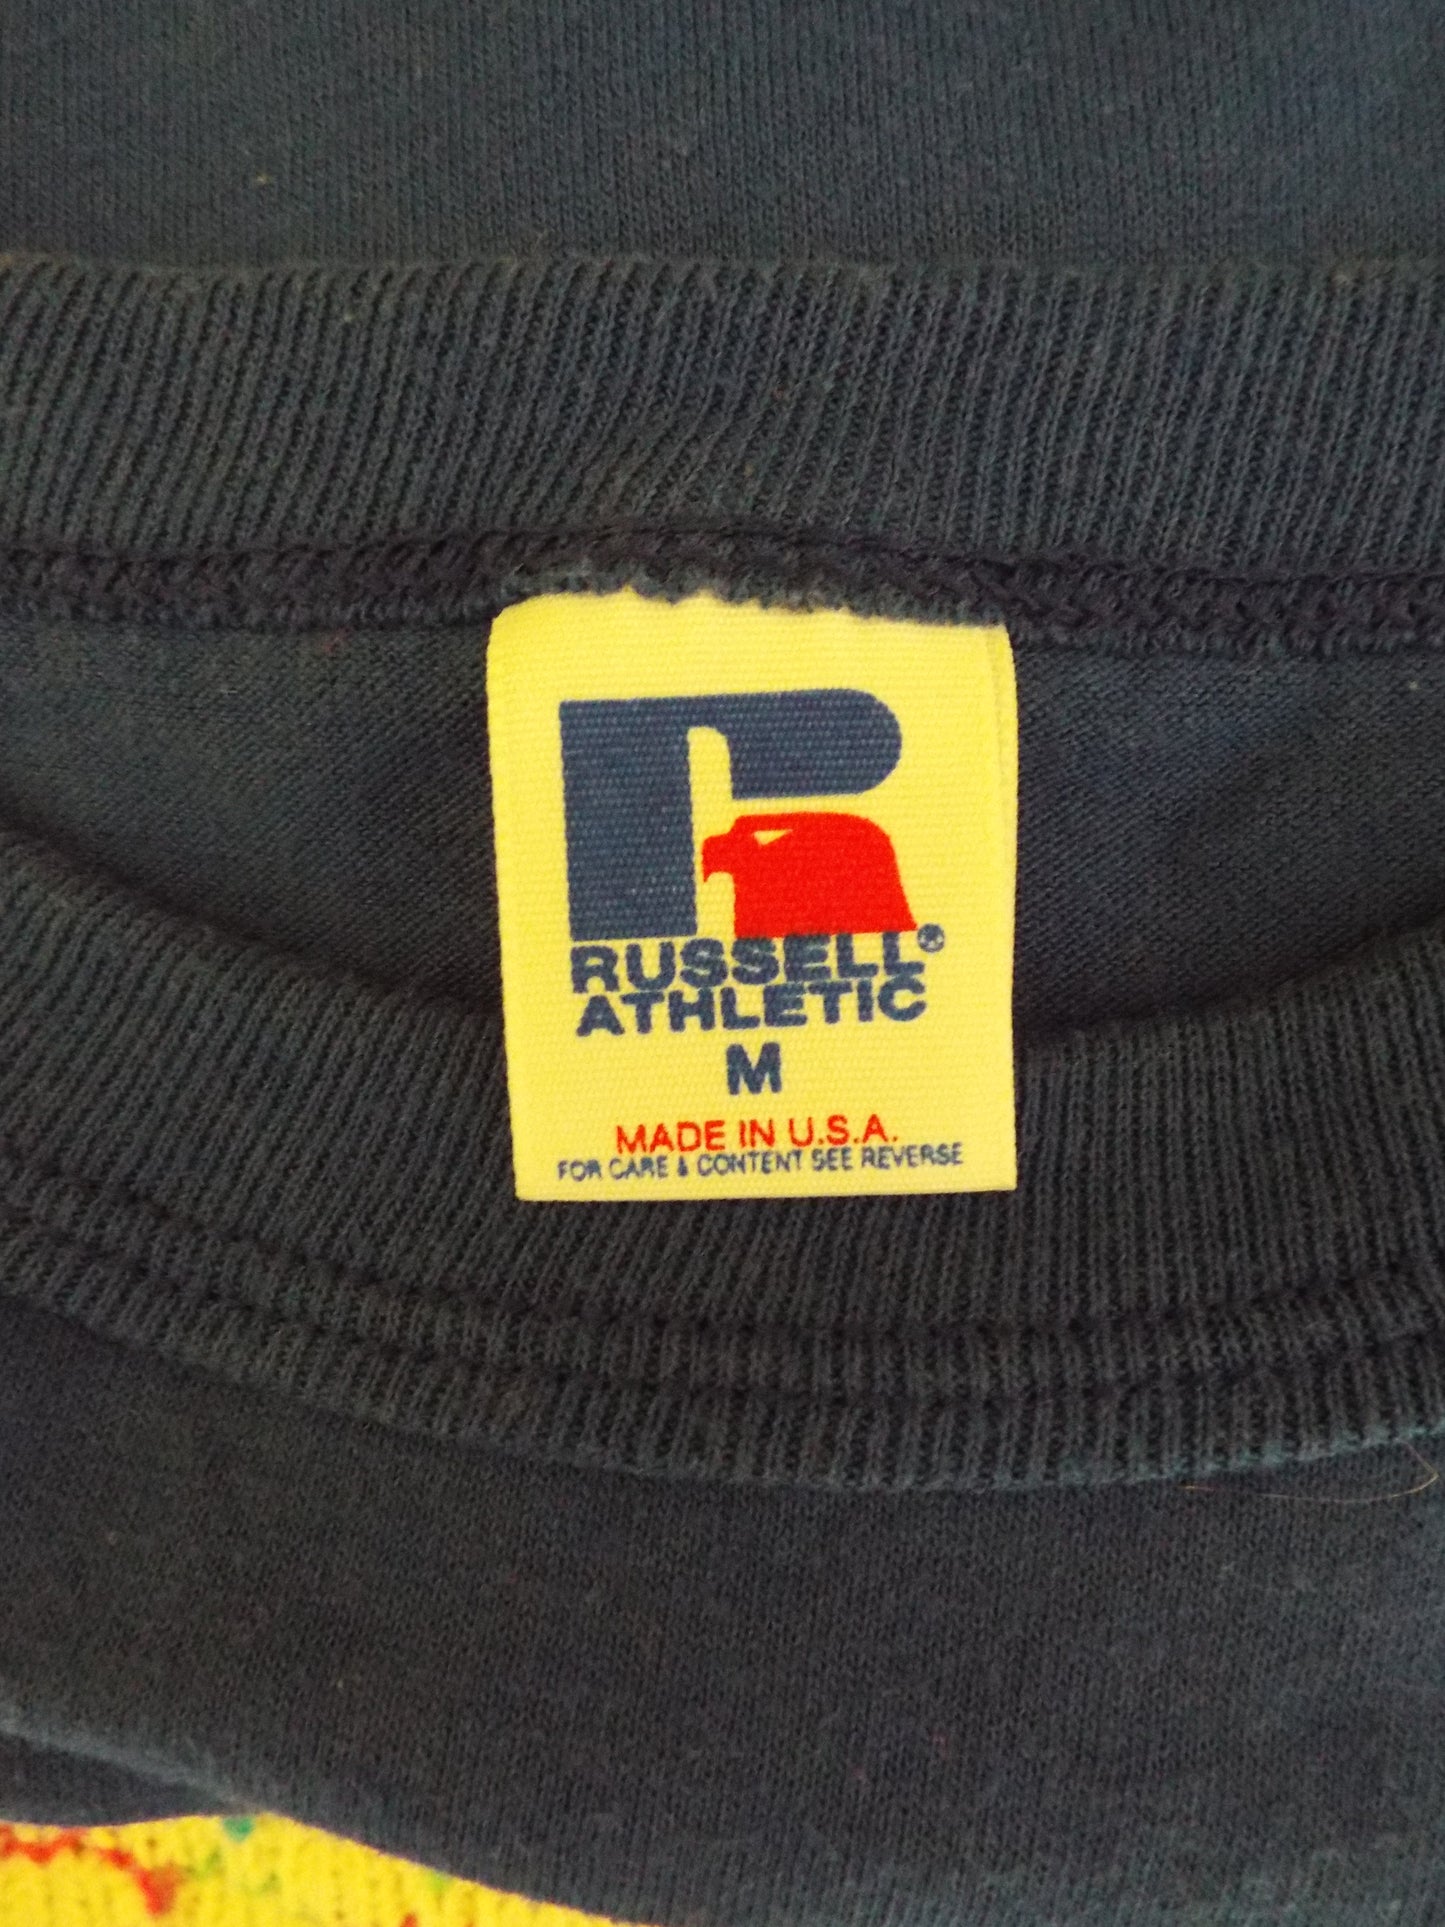 RUSSELL®
ATHLETIC
M
MADE IN U.S.A.
FOR CARE & CONTENT SEE REVERSE